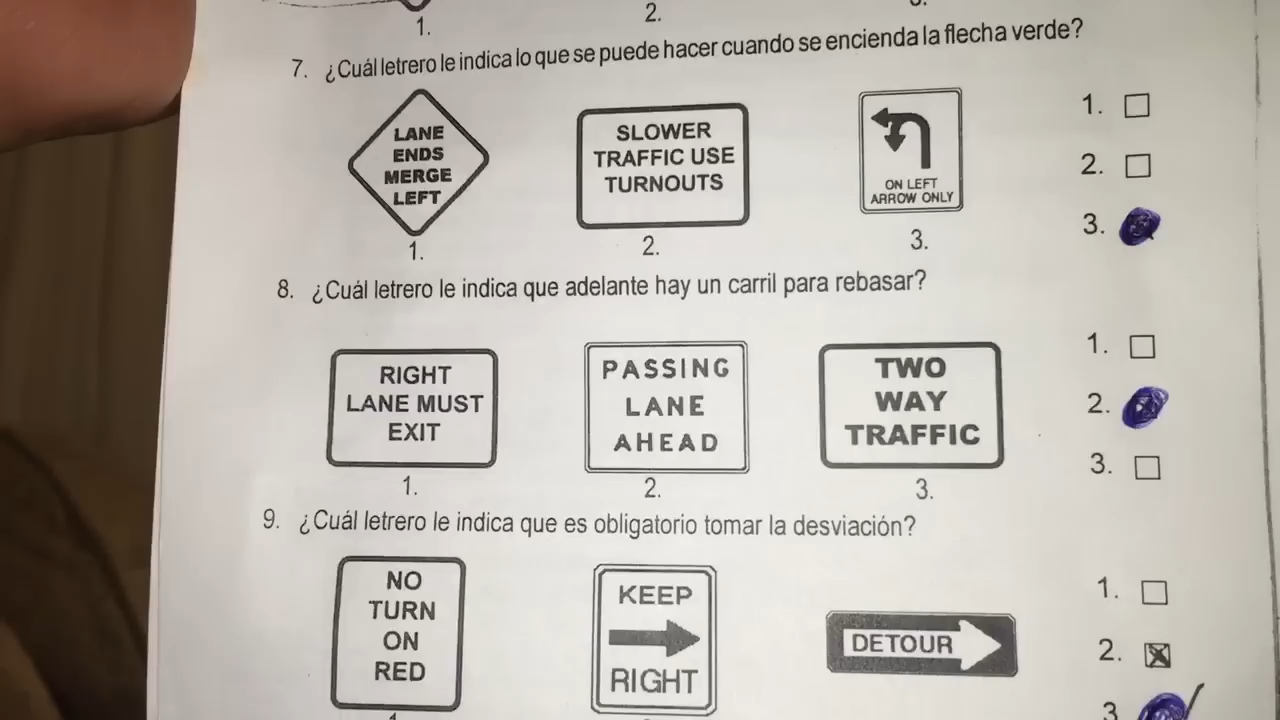 1.
2.
7. ¿Cuál letrero le indica lo que se puede hacer cuando se encienda la flecha verde?
LANE
ENDS
MERGE
LEFT
1.
SLOWER
TRAFFIC USE
TURNOUTS
2.
ON LEFT
ARROW ONLY
3.
1.
2.
3.
8. ¿Cuál letrero le indica que adelante hay un carril para rebasar?
RIGHT
LANE MUST
EXIT
1.
PASSING
LANE
AHEAD
2.
TWO
WAY
TRAFFIC
3.
1.
2.
3.
9. ¿Cuál letrero le indica que es obligatorio tomar la desviación?
NO
TURN
ON
RED
KEEP
RIGHT
DETOUR
1.
2.
3